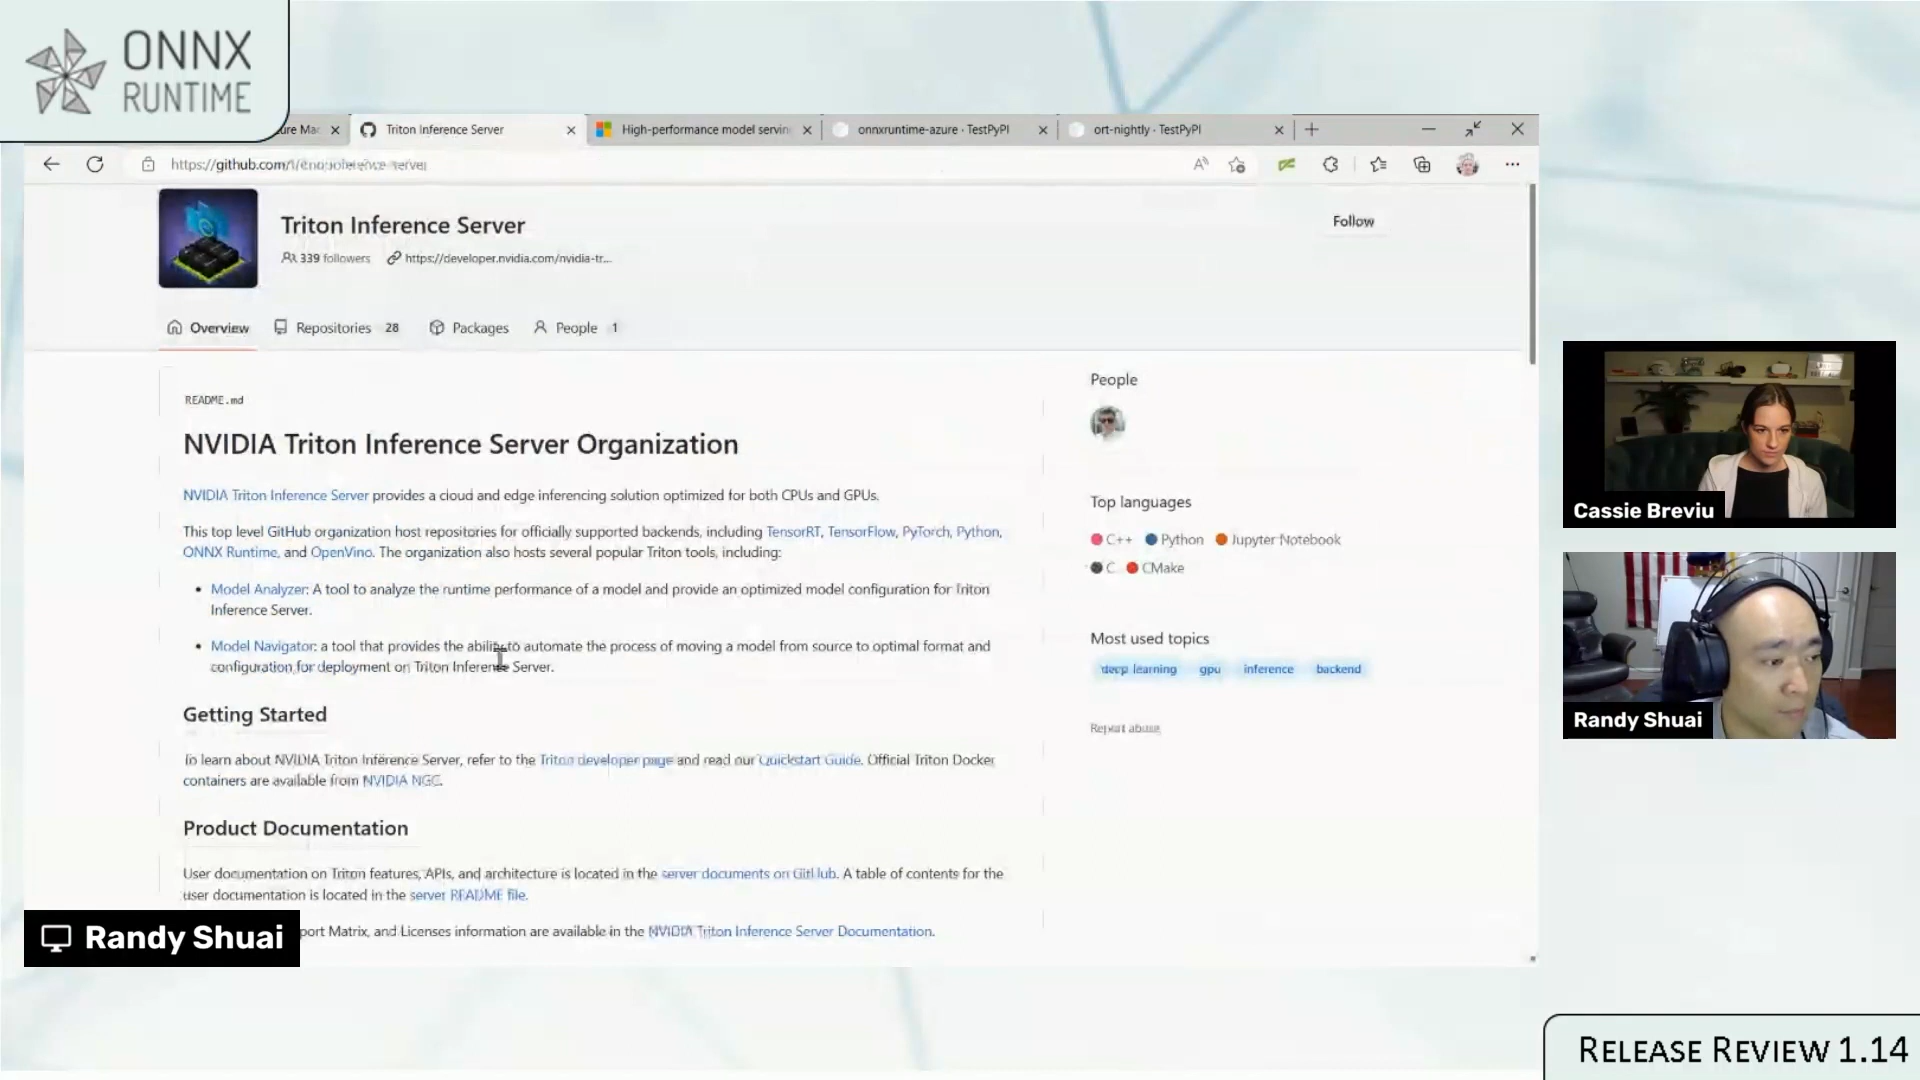 ONNX
RUNTIME
Triton Inference Server
High-performance model servin
onnxruntime-azure · TestPyPI
ort-nightly · TestPyPI
https://github.com/
Triton Inference Server
Follow
339 followers
https://developer.nvidia.com/nvidia-tr...
Overview
Repositories 28
Packages
People 1
README.md
NVIDIA Triton Inference Server Organization
NVIDIA Triton Inference Server provides a cloud and edge inferencing solution optimized for both CPUs and GPUs.
This top level GitHub organization host repositories for officially supported backends, including TensorRT, TensorFlow, PyTorch, Python,
ONNX Runtime, and OpenVino. The organization also hosts several popular Triton tools, including:
• Model Analyzer: A tool to analyze the runtime performance of a model and provide an optimized model configuration for Triton
Inference Server.
• Model Navigator: a tool that provides the ability to automate the process of moving a model from source to optimal format and
configuration for deployment on Triton Inference Server.
Getting Started
To learn about NVIDIA Triton Inference Server, refer to the Triton developer page and read our Quickstart Guide. Official Triton Docker
containers are available from NVIDIA NGC.
Product Documentation
User documentation on Triton features, APIs, and architecture is located in the server documents on GitHub. A table of contents for the
user documentation is located in the server README file.
port Matrix, and Licenses information are available in the NVIDIA Triton Inference Server Documentation.
People
Top languages
C++ Python Jupyter Notebook
C CMake
Most used topics
deep learning gpu inference backend
Report abuse
Cassie Breviu
Randy Shuai
Randy Shuai
RELEASE REVIEW 1.14